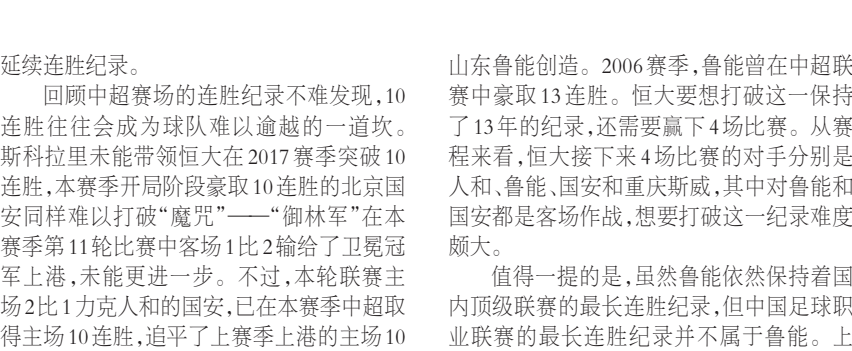 延续连胜纪录。
回顾中超赛场的连胜纪录不难发现,10
连胜往往会成为球队难以逾越的一道坎。
斯科拉里未能带领恒大在2017赛季突破10
连胜,本赛季开局阶段豪取10连胜的北京国
安同样难以打破“魔咒”——“御林军”在本
赛季第11轮比赛中客场1比2输给了卫冕冠
军上港,未能更进一步。不过,本轮联赛主
场2比1力克人和的国安,已在本赛季中超取
得主场10连胜,追平了上赛季上港的主场10
山东鲁能创造。2006赛季,鲁能曾在中超联
赛中豪取13连胜。恒大要想打破这一保持
了13年的纪录,还需要赢下4场比赛。从赛
程来看,恒大接下来4场比赛的对手分别是
人和、鲁能、国安和重庆斯威,其中对鲁能和
国安都是客场作战,想要打破这一纪录难度
颇大。
值得一提的是,虽然鲁能依然保持着国
内顶级联赛的最长连胜纪录,但中国足球职
业联赛的最长连胜纪录并不属于鲁能。上